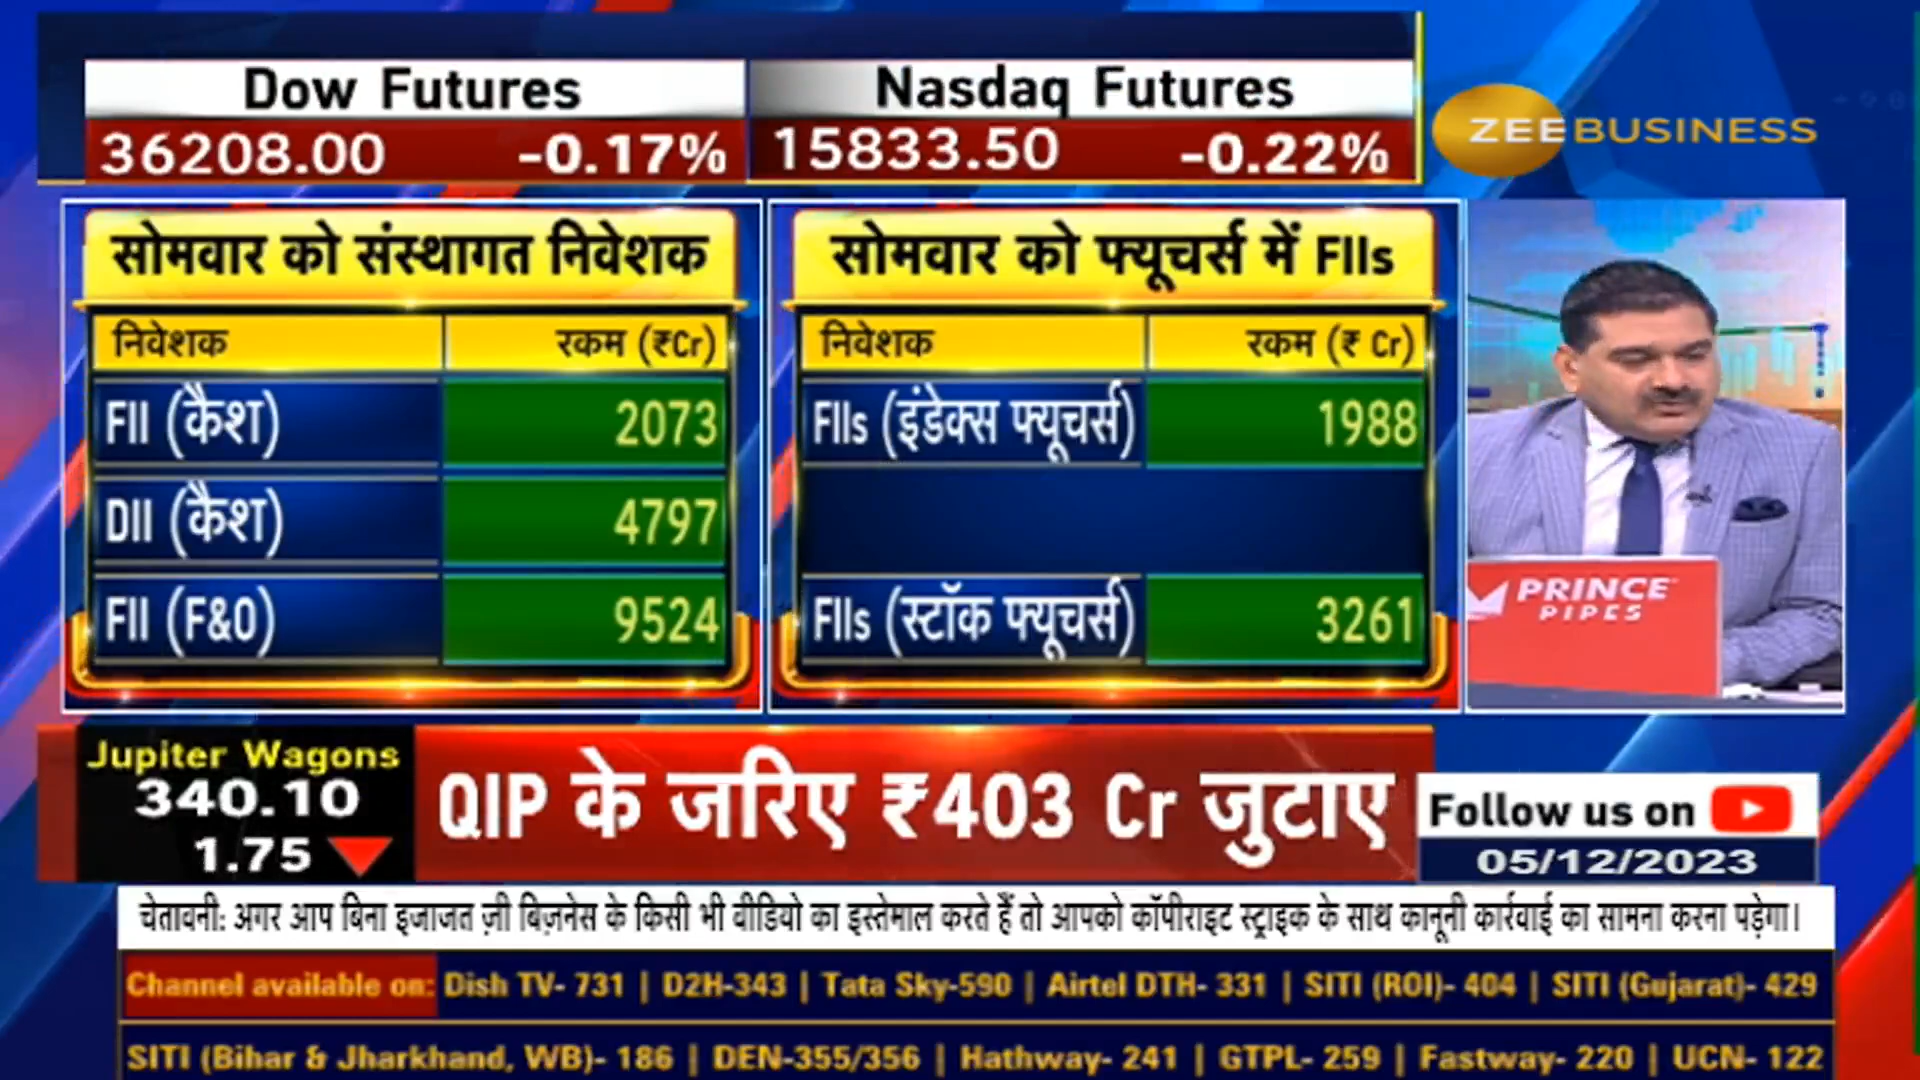 Dow Futures
36208.00 -0.17%
Nasdaq Futures
15833.50 -0.22%
ZEEBUSINESS
सोमवार को संस्थागत निवेशक
निवेशक रकम (₹Cr)
FII (कैश) 2073
DII (कैश) 4797
FII (F&O) 9524
सोमवार को फ्यूचर्स में FIIs
निवेशक रकम (₹ Cr)
FIIs (इंडेक्स फ्यूचर्स) 1988
FIIs (स्टॉक फ्यूचर्स) 3261
PRINCE
PIPES
Jupiter Wagons
340.10
1.75
QIP के जरिए ₹403 Cr जुटाए
Follow us on
05/12/2023
चेतावनी: अगर आप बिना इजाजत ज़ी बिज़नेस के किसी भी वीडियो का इस्तेमाल करते हैं तो आपको कॉपीराइट स्ट्राइक के साथ कानूनी कार्रवाई का सामना करना पड़ेगा।
Channel available on: Dish TV- 731 | D2H-343 | Tata Sky-590 | Airtel DTH- 331 | SITI (ROI)- 404 | SITI (Gujarat)- 429
SITI (Bihar & Jharkhand, WB)- 186 | DEN-355/356 | Hathway- 241 | GTPL- 259 | Fastway- 220 | UCN- 122